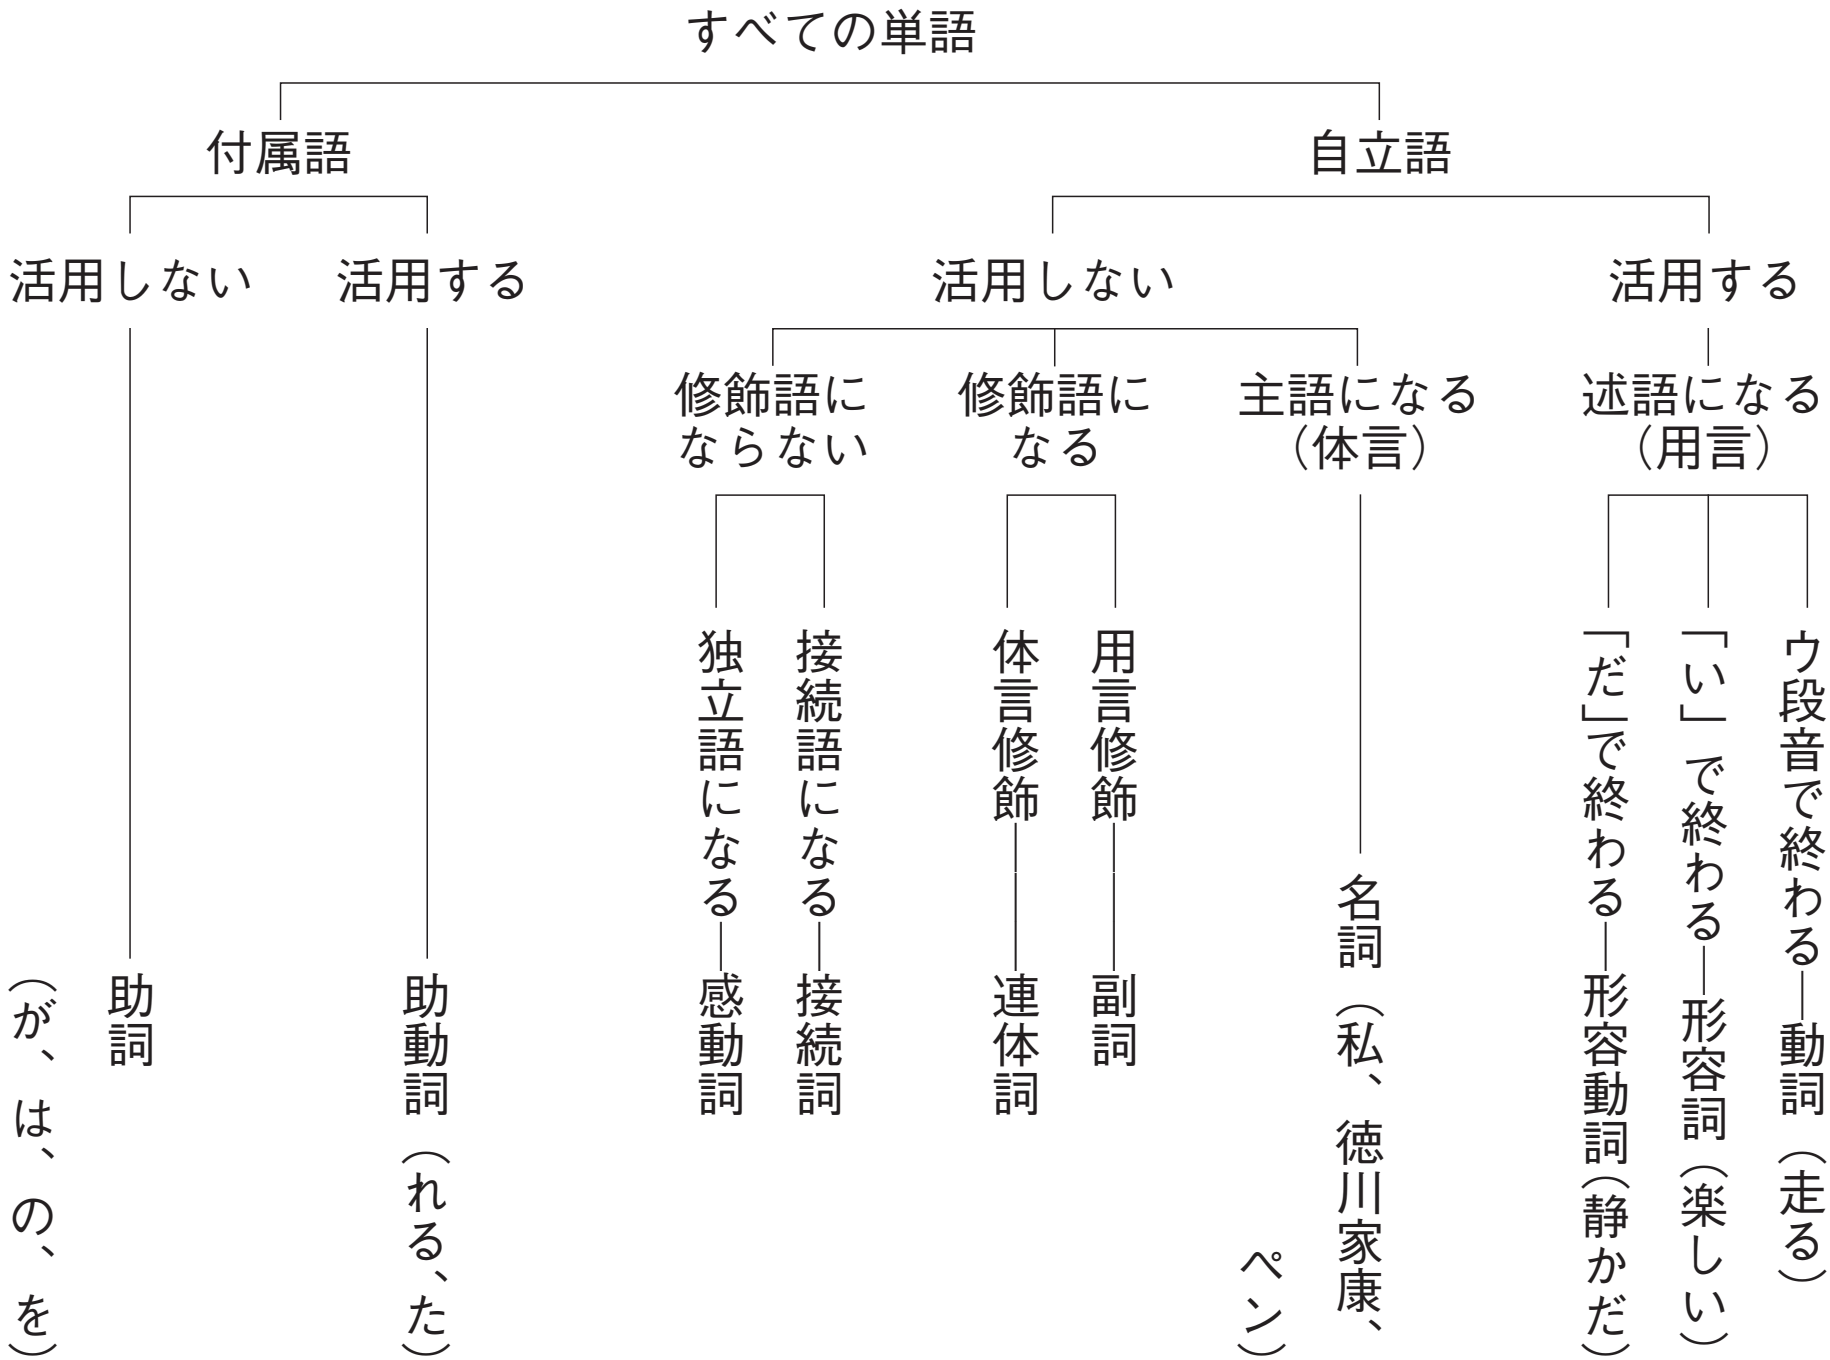 すべての単語
自立語
付属語
活用する
活用しない
活用する
活用しない
述語になる
（用言）
主語になる
（体言）
修飾語に
なる
修飾語に
ならない
ウ段音で終わる―動詞（走る）
「い」で終わる―形容詞（楽しい）
「だ」で終わる―形容動詞（静かだ）
名詞（私、徳川家康、
ペン）
用言修飾――副詞
体言修飾――連体詞
接続語になる―接続詞
独立語になる―感動詞
助動詞（れる、た）
助詞
（が、は、の、を）